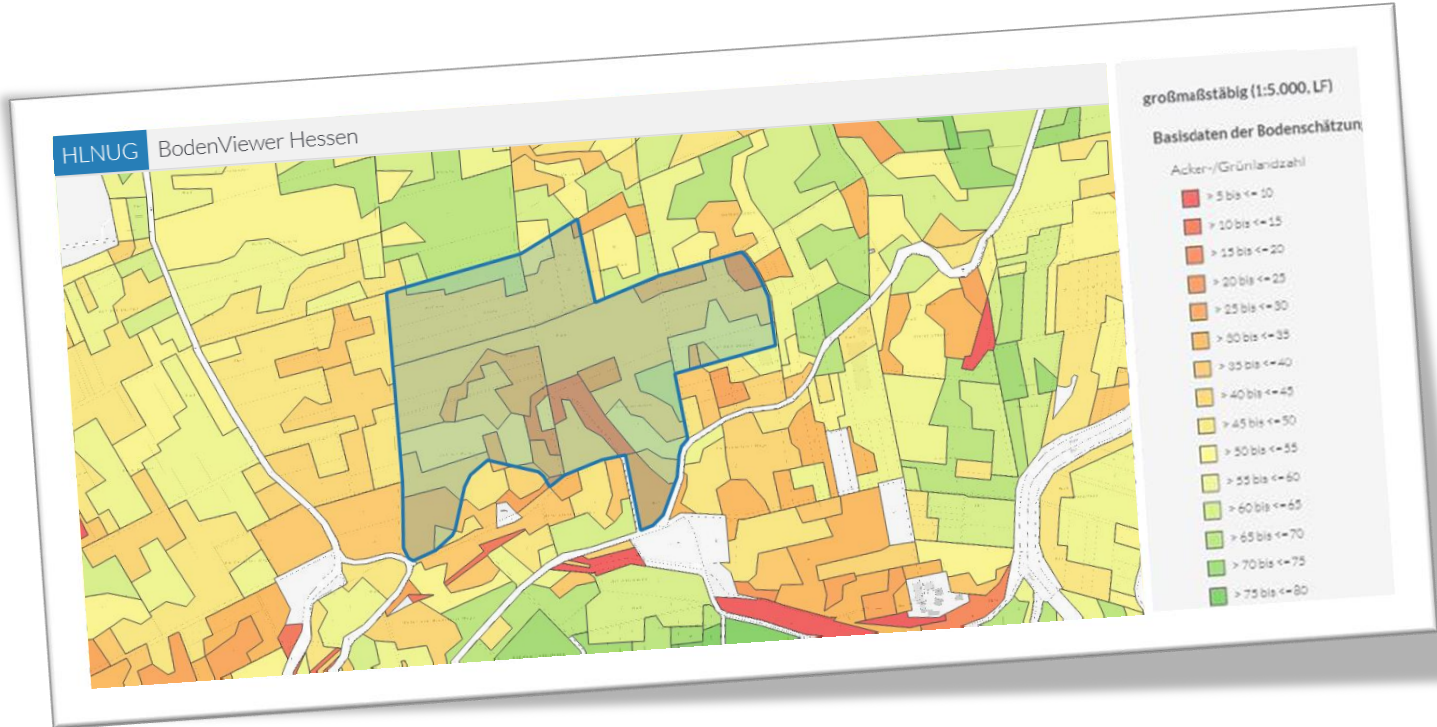 HLNUG BodenViewer Hessen
großmaßstäbig (1:5.000, LF)
Basisdaten der Bodenschätzun
Acker-/Grünlandzahl
> 5 bis <= 10
> 10 bis <=15
> 15 bis <=20
> 20 bis <=25
> 25 bis <=30
> 30 bis <=35
> 35 bis <=40
> 40 bis <=45
> 45 bis <=50
> 50 bis <=55
> 55 bis <=60
> 60 bis <=65
> 65 bis <=70
> 70 bis <=75
> 75 bis <=80